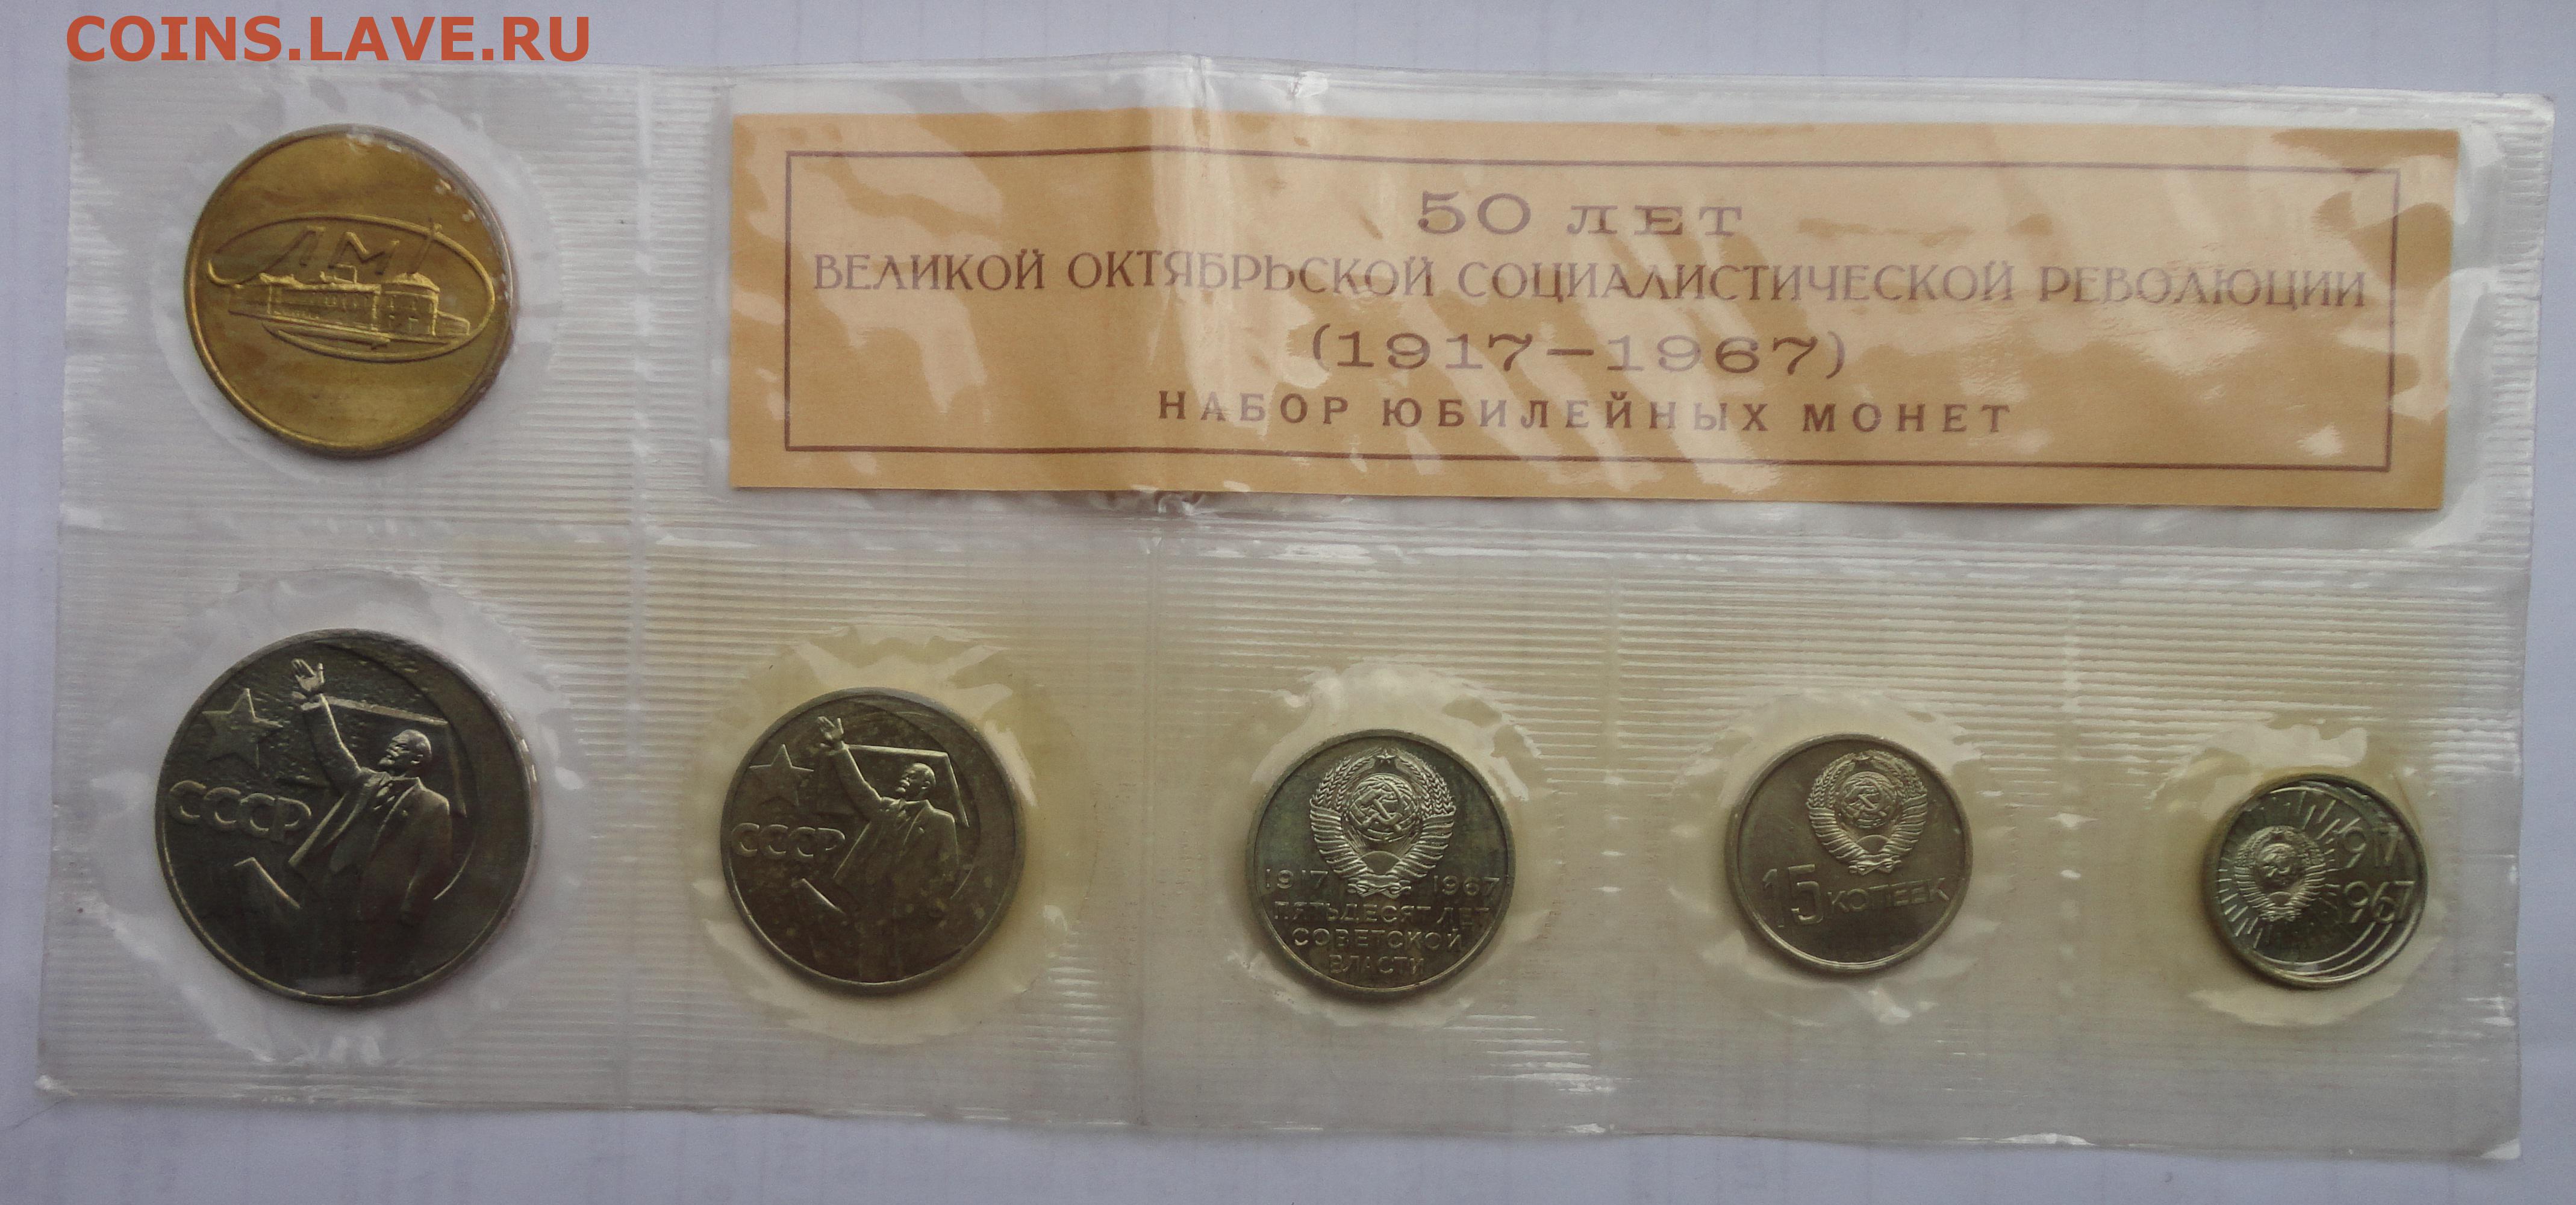 COINS.LAVE.RU
50 ЛЕТ
ВЕЛИКОЙ ОКТЯБРЬСКОЙ СОЦИАЛИСТИЧЕСКОЙ РЕВОЛЮЦИИ
(1917—1967)
НАБОР ЮБИЛЕЙНЫХ МОНЕТ
ЛМД
СССР
СССР
1917 1967
ПЯТЬДЕСЯТ ЛЕТ
СОВЕТСКОЙ
ВЛАСТИ
15 КОПЕЕК
1917
1967